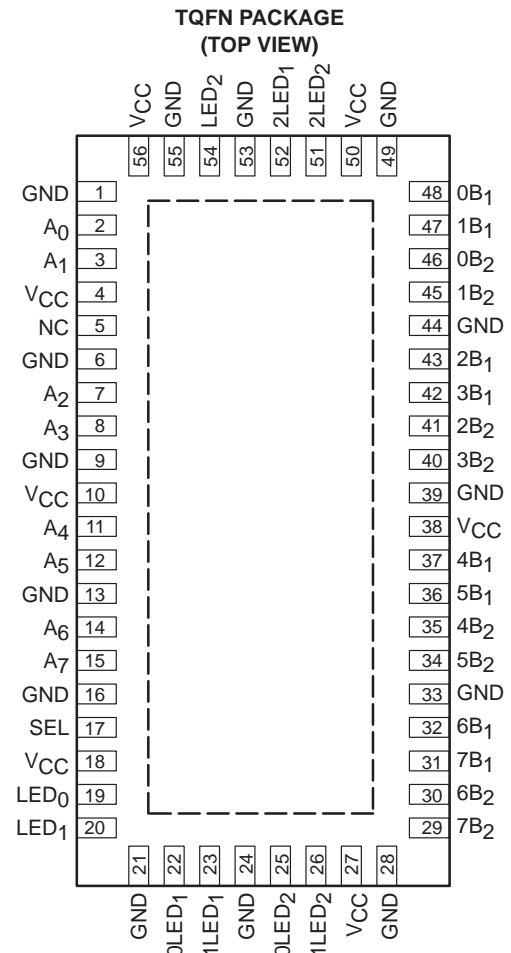 TQFN PACKAGE
(TOP VIEW)
VCC GND LED2 GND 2LED1 2LED2 VCC GND
56 55 54 53 52 51 50 49
GND 1 48 0B1
A0 2 47 1B1
A1 3 46 0B2
VCC 4 45 1B2
NC 5 44 GND
GND 6 43 2B1
A2 7 42 3B1
A3 8 41 2B2
GND 9 40 3B2
VCC 10 39 GND
A4 11 38 VCC
A5 12 37 4B1
GND 13 36 5B1
A6 14 35 4B2
A7 15 34 5B2
GND 16 33 GND
SEL 17 32 6B1
VCC 18 31 7B1
LED0 19 30 6B2
LED1 20 29 7B2
21 22 23 24 25 26 27 28
GND 0LED1 1LED1 GND 0LED2 1LED2 VCC GND